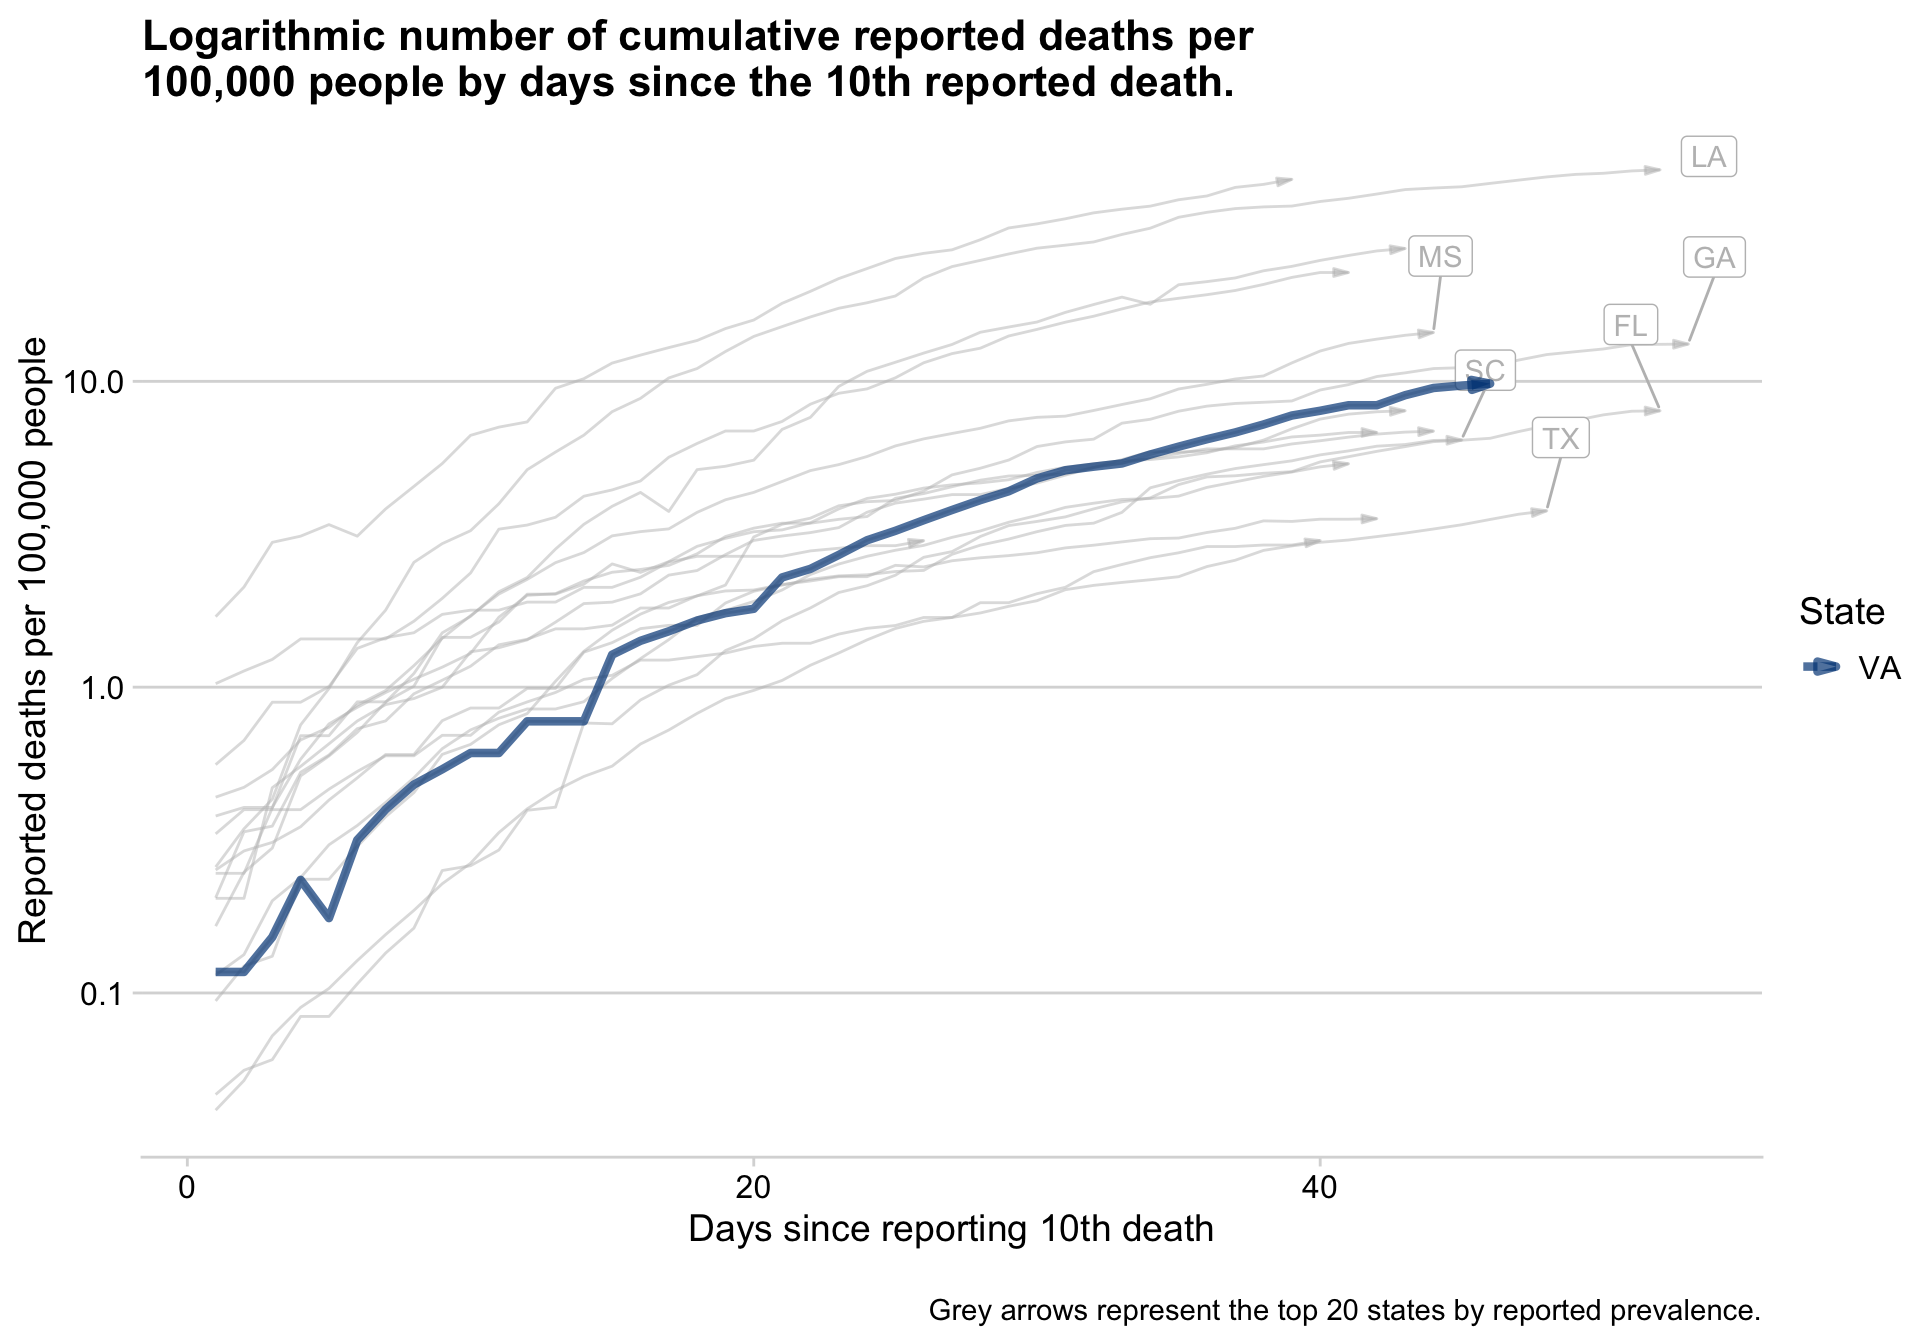 Logarithmic number of cumulative reported deaths per
100,000 people by days since the 10th reported death.
Reported deaths per 100,000 people
10.0
1.0
0.1
LA
MS
GA
FL
SC
TX
State
VA
0
20
40
Days since reporting 10th death
Grey arrows represent the top 20 states by reported prevalence.